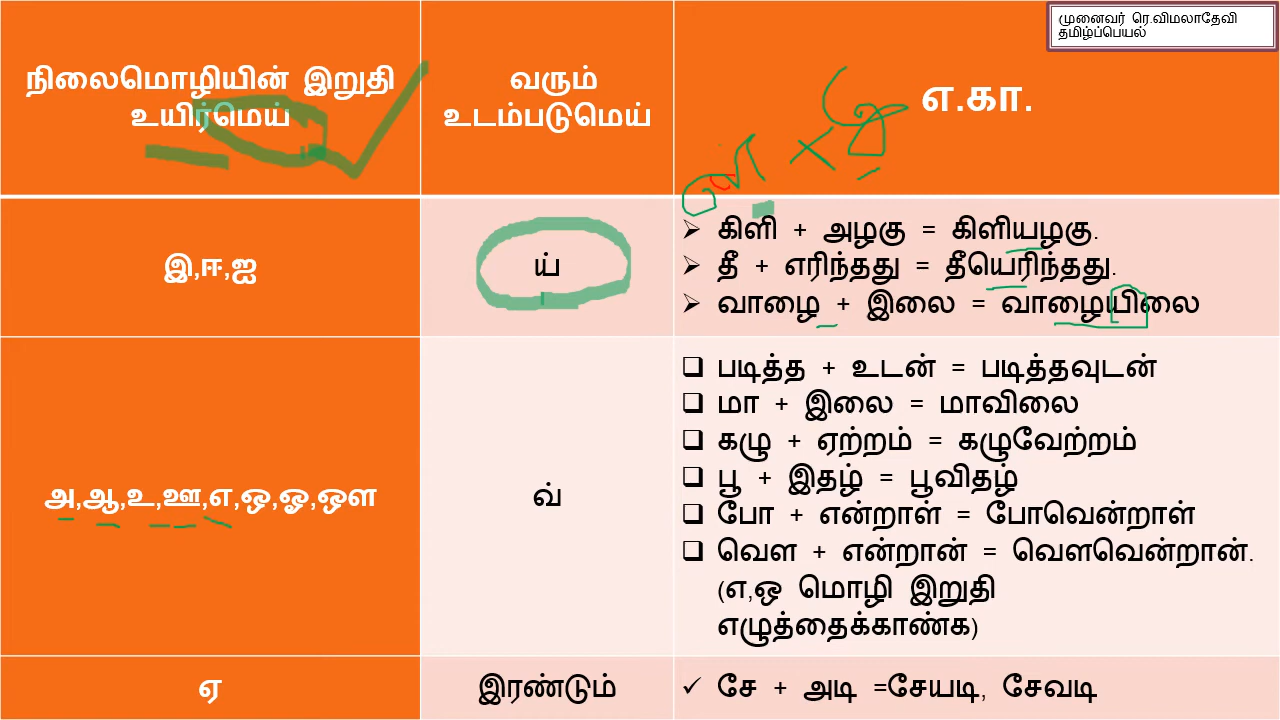 முனைவர் ரெ.விமலாதேவி
தமிழ்ப்பெயல்
நிலைமொழியின் இறுதி
உயிர்மெய்
வரும்
உடம்படுமெய்
எ.கா.
இ,ஈ,ஐ
ய்
கிளி + அழகு = கிளியழகு.
தீ + எரிந்தது = தீயெரிந்தது.
வாழை + இலை = வாழையிலை
அ,ஆ,உ,ஊ,எ,ஒ,ஓ,ஔ
வ்
படித்த + உடன் = படித்தவுடன்
மா + இலை = மாவிலை
கழு + ஏற்றம் = கழுவேற்றம்
பூ + இதழ் = பூவிதழ்
போ + என்றாள் = போவென்றாள்
வௌ + என்றான் = வௌவென்றான்.
(எ,ஒ மொழி இறுதி
எழுத்தைக்காண்க)
ஏ
இரண்டும்
சே + அடி =சேயடி, சேவடி